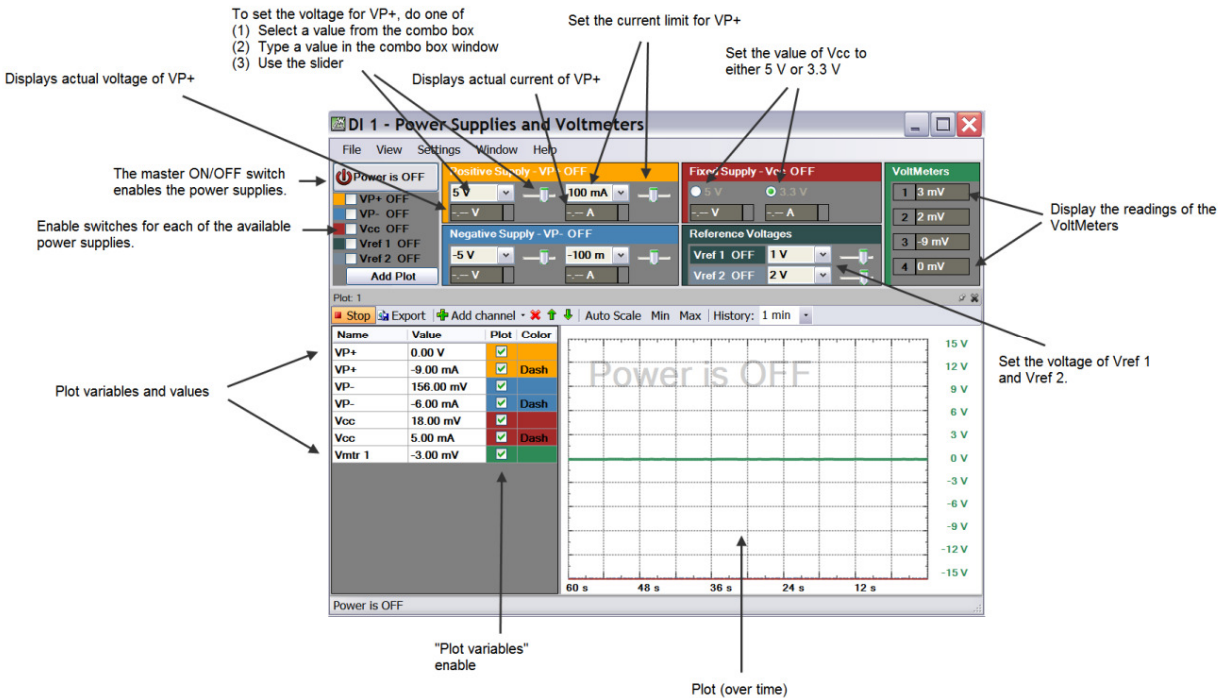 To set the voltage for VP+, do one of
(1) Select a value from the combo box
(2) Type a value in the combo box window
(3) Use the slider
Set the current limit for VP+
Set the value of Vcc to
either 5 V or 3.3 V
Displays actual voltage of VP+
Displays actual current of VP+
DI 1 - Power Supplies and Voltmeters
File View Settings Window Help
The master ON/OFF switch
enables the power supplies.
Enable switches for each of the available
power supplies.
Power is OFF
VP+ OFF
VP- OFF
Vcc OFF
Vref 1 OFF
Vref 2 OFF
Add Plot
Positive Supply - VP+ OFF
5 V
100 mA
-.-- V
-.-- A
Negative Supply - VP- OFF
-5 V
-100 m
-.-- V
-.-- A
Fixed Supply - Vcc OFF
5 V
3.3 V
-.-- V
-.-- A
Reference Voltages
Vref 1 OFF 1 V
Vref 2 OFF 2 V
VoltMeters
1 3 mV
2 2 mV
3 -9 mV
4 0 mV
Display the readings of the
VoltMeters
Set the voltage of Vref 1
and Vref 2.
Plot: 1
Stop Export Add channel Auto Scale Min Max History: 1 min
Name Value Plot Color
VP+ 0.00 V
VP+ -9.00 mA Dash
VP- 156.00 mV
VP- -6.00 mA Dash
Vcc 18.00 mV
Vcc 5.00 mA Dash
Vmtr 1 -3.00 mV
Plot variables and values
Power is OFF
15 V
12 V
9 V
6 V
3 V
0 V
-3 V
-6 V
-9 V
-12 V
-15 V
60 s 48 s 36 s 24 s 12 s
Power is OFF
"Plot variables"
enable
Plot (over time)